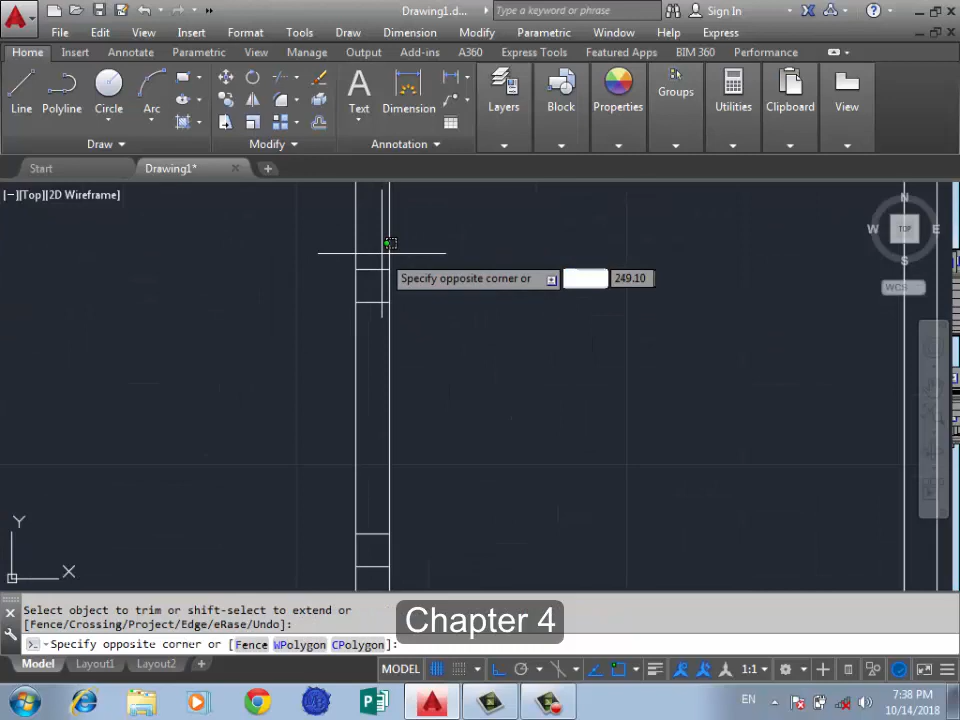 Drawing1.d...
Type a keyword or phrase
Sign In
File Edit View Insert Format Tools Draw Dimension Modify Parametric Window Help Express
Home Insert Annotate Parametric View Manage Output Add-ins A360 Express Tools Featured Apps BIM 360 Performance
Line Polyline Circle Arc Text Dimension Layers Block Properties Groups Utilities Clipboard View
Draw Modify Annotation
Start Drawing1*
[−][Top][2D Wireframe]
N
W TOP E
S
WCS
Specify opposite corner or 249.10
Y
X
Select object to trim or shift-select to extend or
[Fence/Crossing/Project/Edge/eRase/Undo]:
Specify opposite corner or [Fence WPolygon CPolygon]:
Chapter 4
Model Layout1 Layout2
MODEL 1:1
EN
7:38 PM
10/14/2018